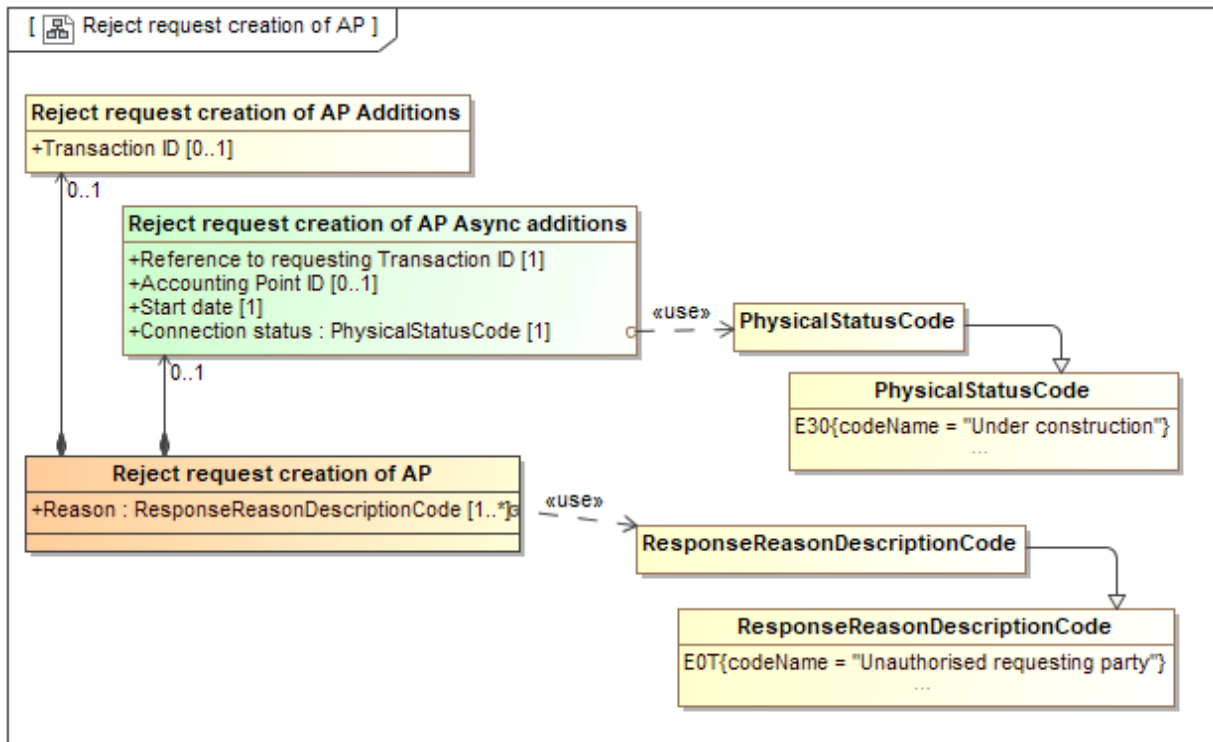 [ Reject request creation of AP ]
Reject request creation of AP Additions
+Transaction ID [0..1]
0..1
Reject request creation of AP Async additions
+Reference to requesting Transaction ID [1]
+Accounting Point ID [0..1]
+Start date [1]
+Connection status : PhysicalStatusCode [1]
«use»
PhysicalStatusCode
0..1
PhysicalStatusCode
E30{codeName = "Under construction"}
...
Reject request creation of AP
+Reason : ResponseReasonDescriptionCode [1..*]
«use»
ResponseReasonDescriptionCode
ResponseReasonDescriptionCode
E0T{codeName = "Unauthorised requesting party"}
...